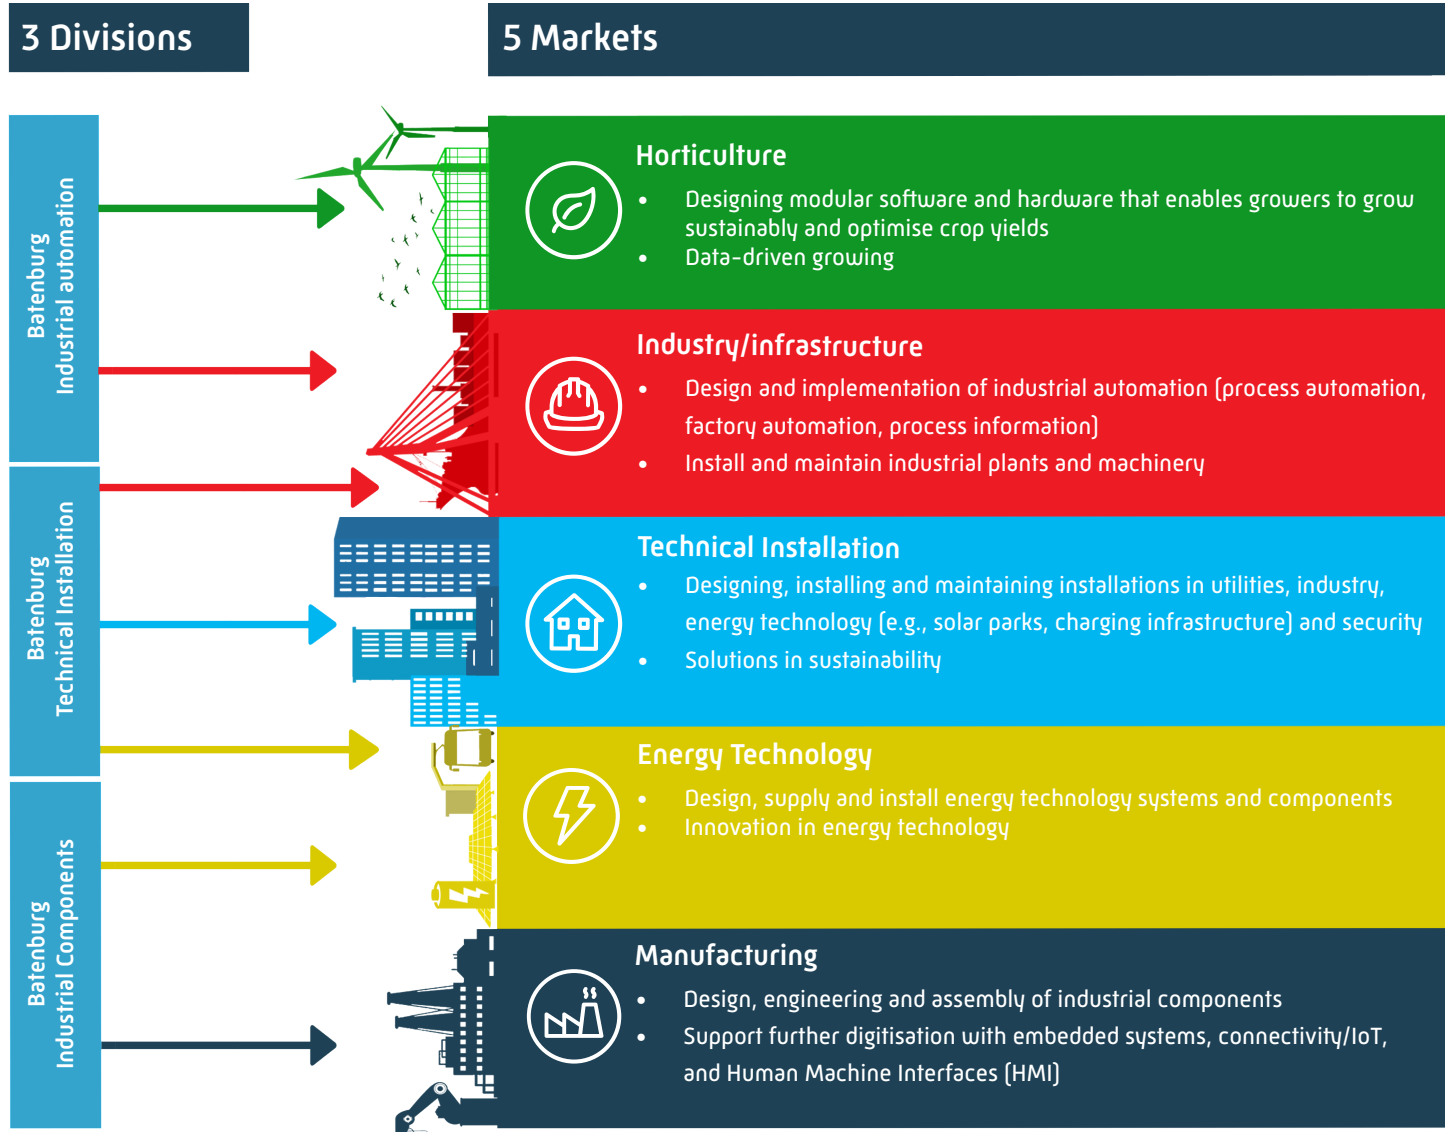 3 Divisions
5 Markets
Batenburg
Industrial automation
Batenburg
Technical Installation
Batenburg
Industrial Components
Horticulture
• Designing modular software and hardware that enables growers to grow
sustainably and optimise crop yields
• Data-driven growing
Industry/infrastructure
• Design and implementation of industrial automation (process automation,
factory automation, process information)
• Install and maintain industrial plants and machinery
Technical Installation
• Designing, installing and maintaining installations in utilities, industry,
energy technology (e.g., solar parks, charging infrastructure) and security
• Solutions in sustainability
Energy Technology
• Design, supply and install energy technology systems and components
• Innovation in energy technology
Manufacturing
• Design, engineering and assembly of industrial components
• Support further digitisation with embedded systems, connectivity/IoT,
and Human Machine Interfaces (HMI)